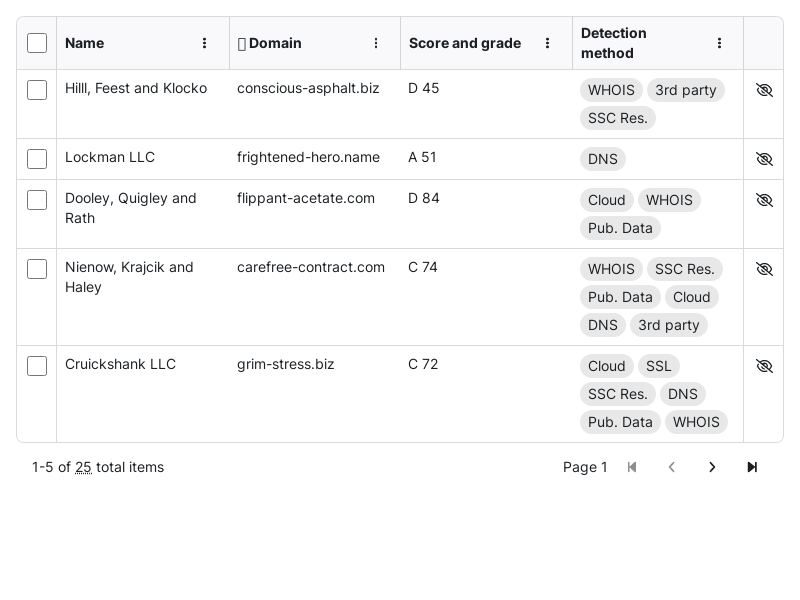 Name Domain Score and grade Detection method
Hilll, Feest and Klocko conscious-asphalt.biz D 45 WHOIS 3rd party
SSC Res.
Lockman LLC frightened-hero.name A 51 DNS
Dooley, Quigley and Rath flippant-acetate.com D 84 Cloud WHOIS
Pub. Data
Nienow, Krajcik and Haley carefree-contract.com C 74 WHOIS SSC Res.
Pub. Data Cloud
DNS 3rd party
Cruickshank LLC grim-stress.biz C 72 Cloud SSL
SSC Res. DNS
Pub. Data WHOIS
1-5 of 25 total items Page 1